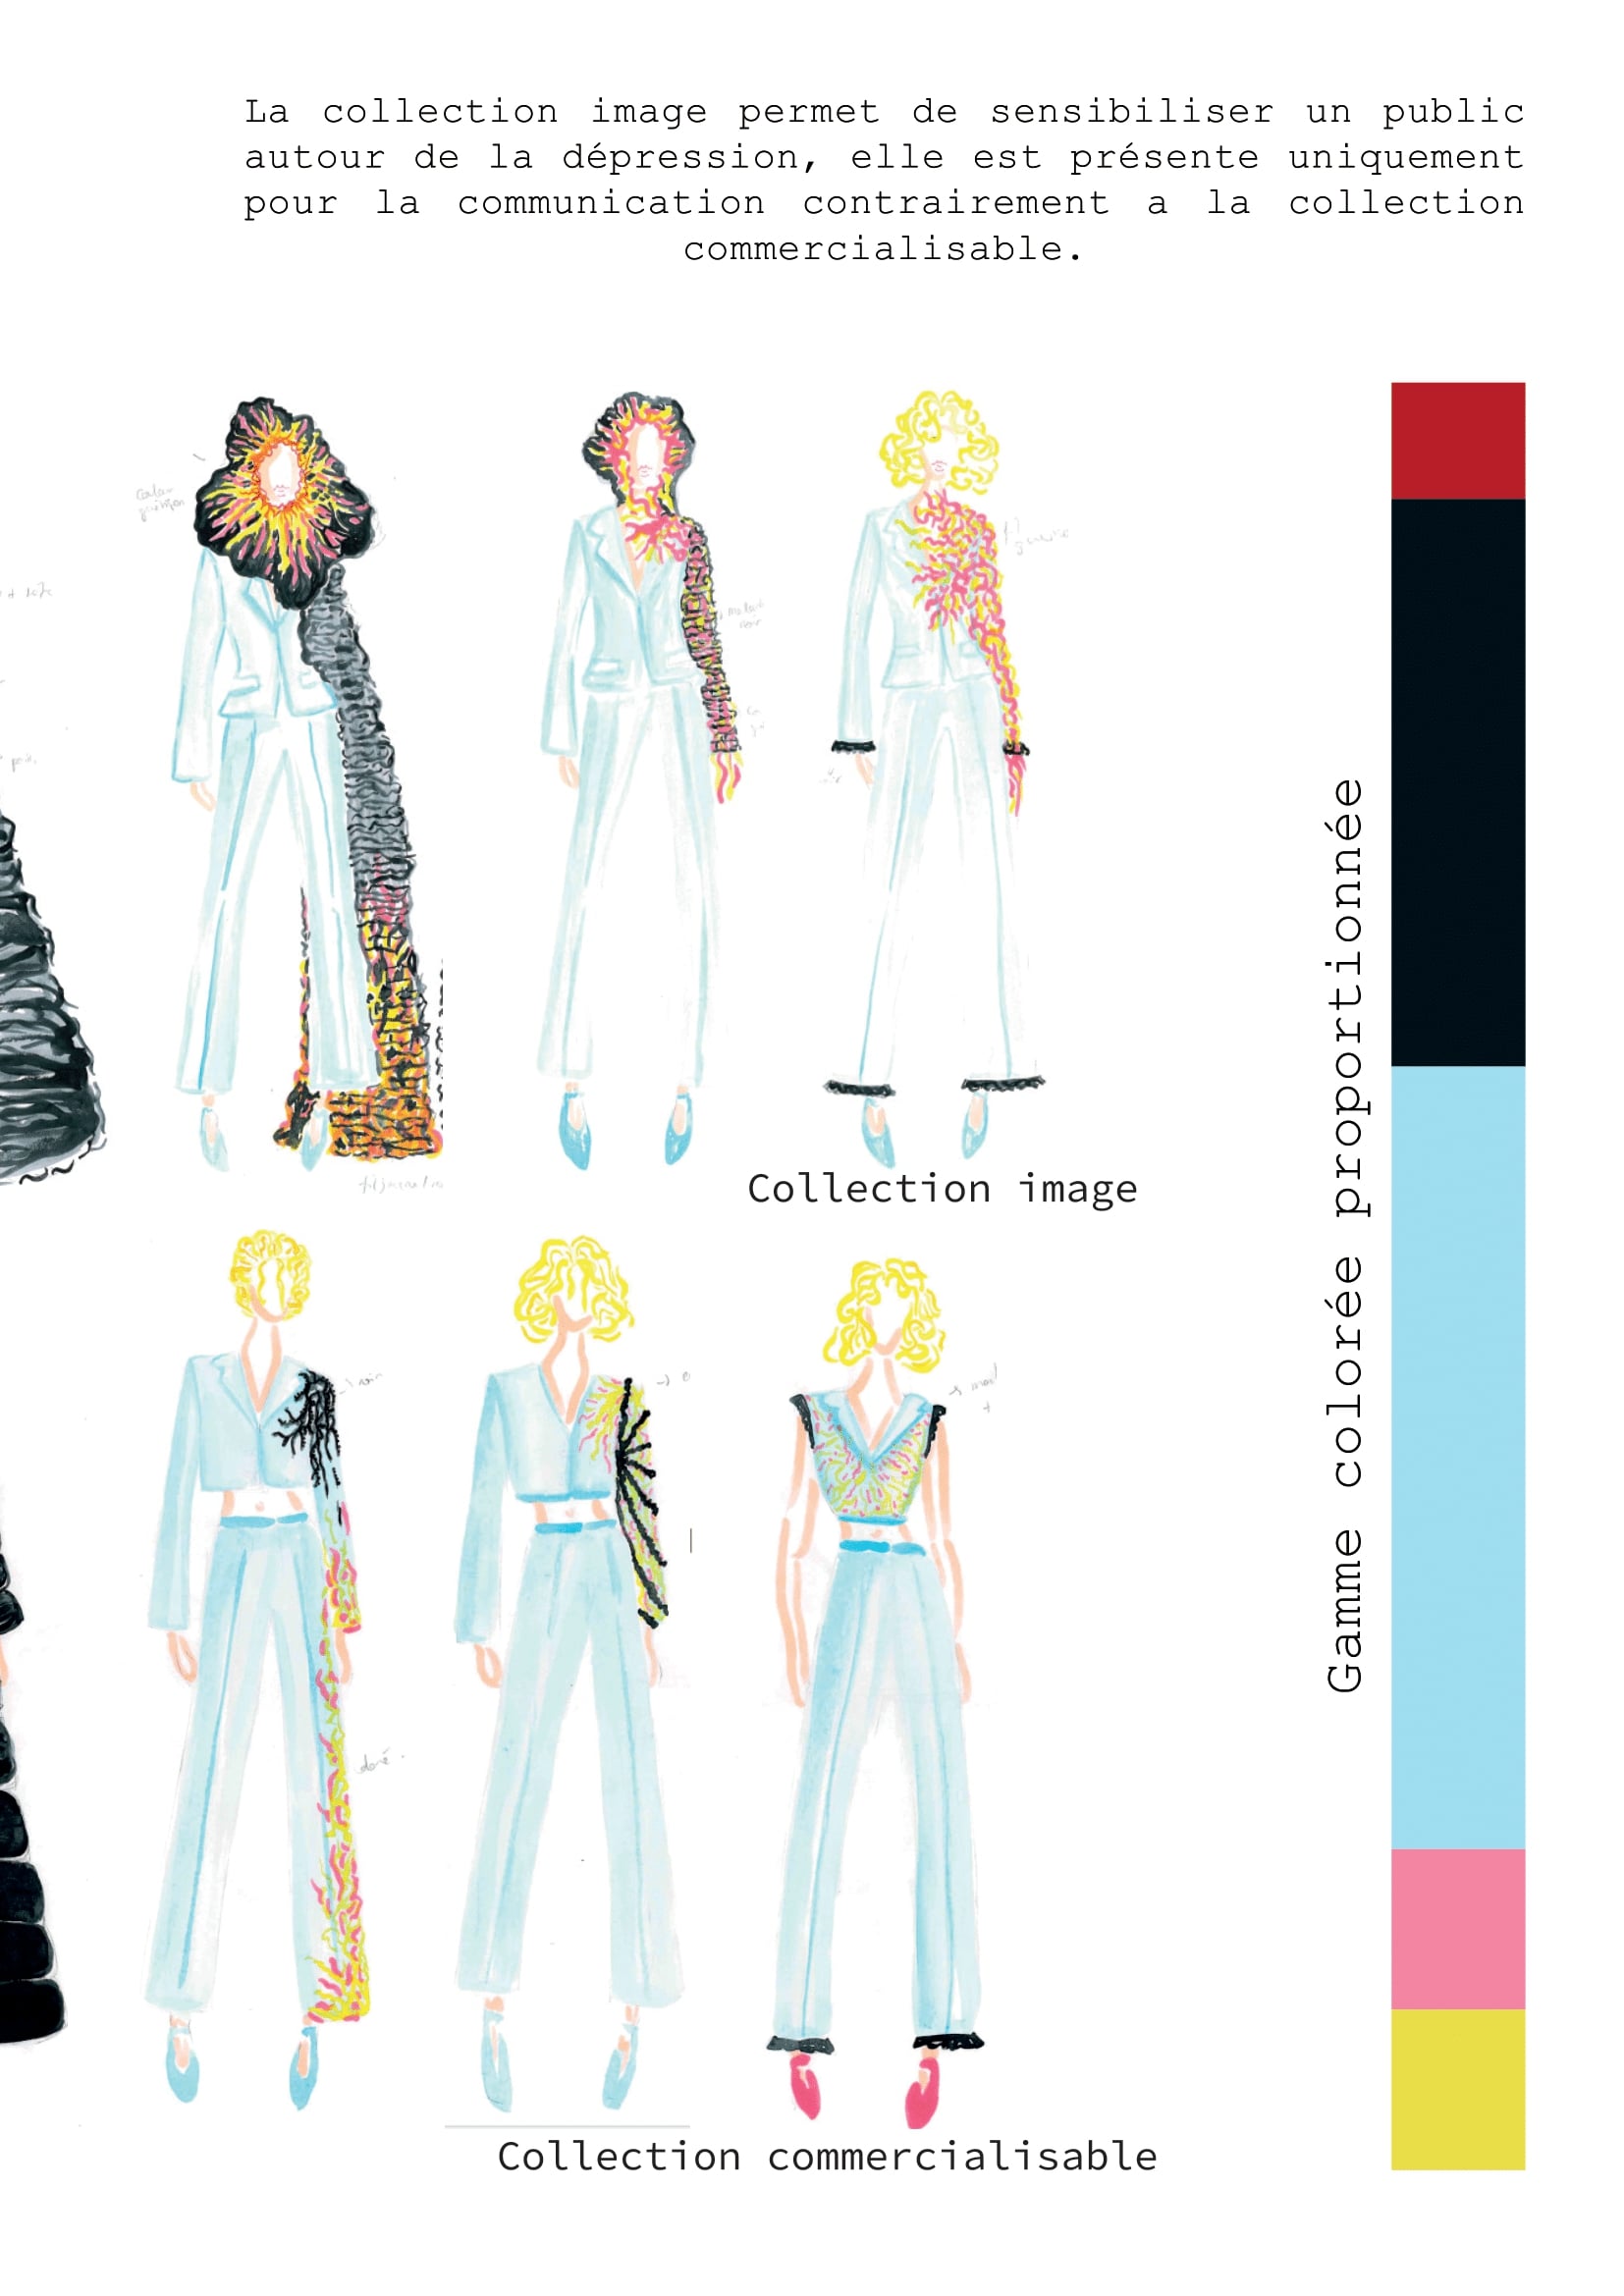 La collection image permet de sensibiliser un public
autour de la dépression, elle est présente uniquement
pour la communication contrairement a la collection
commercialisable.
Collection image
Gamme colorée proportionnée
doré.
Collection commercialisable